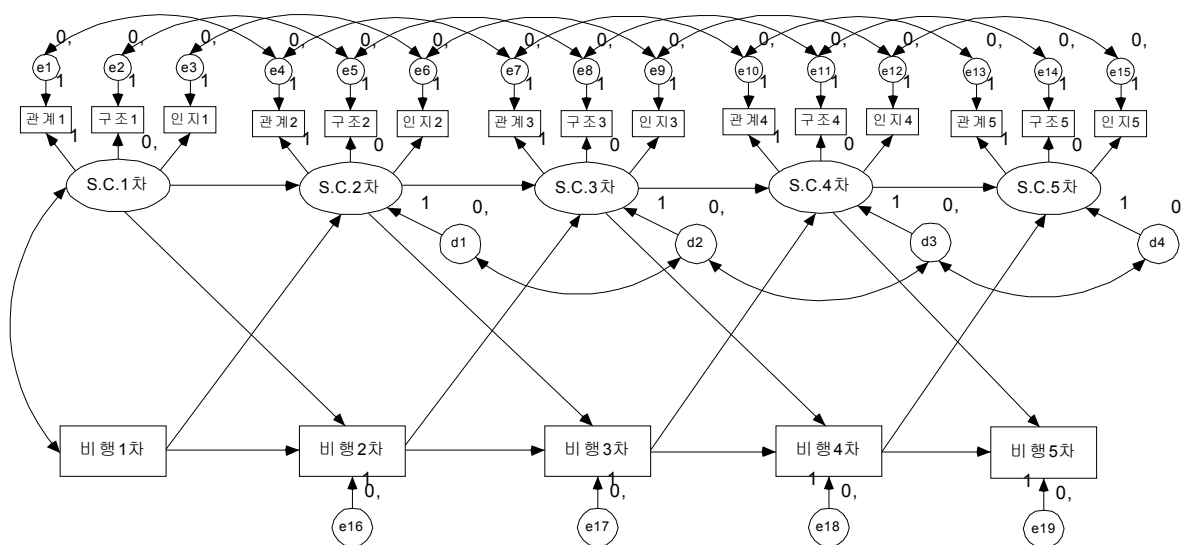 0, 0, 0, 0, 0, 0, 0, 0, 0, 0, 0, 0, 0, 0, 0,
e1 e2 e3 e4 e5 e6 e7 e8 e9 e10 e11 e12 e13 e14 e15
1 1 1 1 1 1 1 1 1 1 1 1 1 1 1
관계1 구조1 인지1 관계2 구조2 인지2 관계3 구조3 인지3 관계4 구조4 인지4 관계5 구조5 인지5
1 0, 1 0 1 0 1 0 1 0
S.C.1차 S.C.2차 S.C.3차 S.C.4차 S.C.5차
1 0, 1 0, 1 0, 1 0
d1 d2 d3 d4
비행1차 비행2차 비행3차 비행4차 비행5차
1 1 1 1
0, 0, 0, 0,
e16 e17 e18 e19